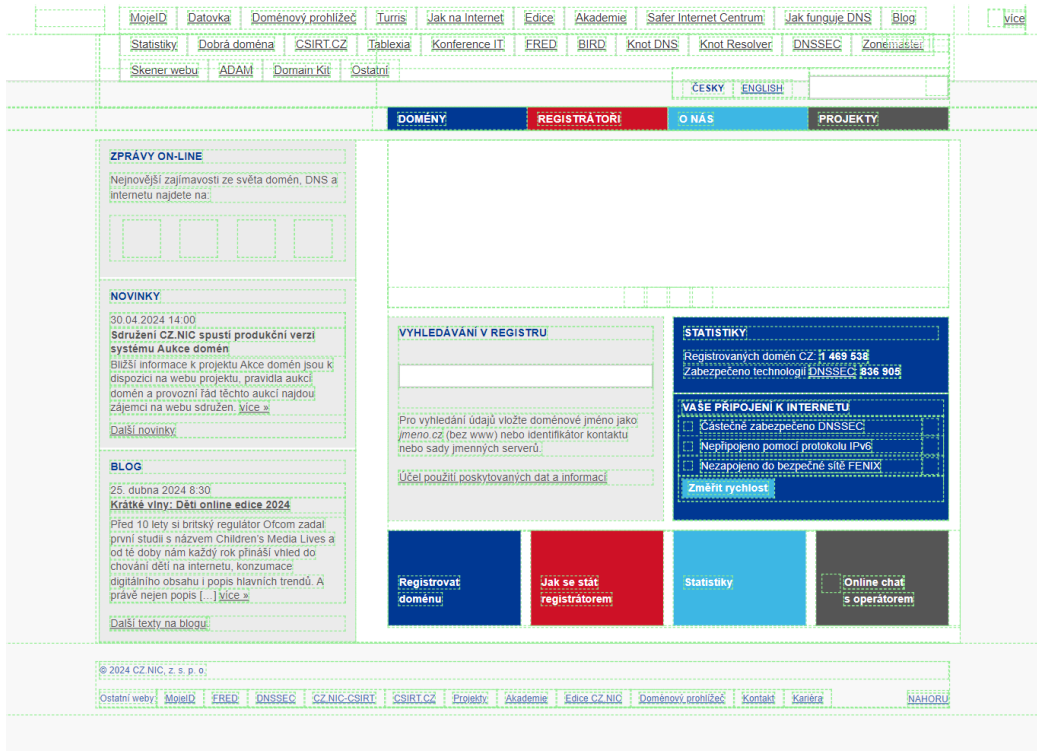 MojeID Datovka Doménový prohlížeč Turris Jak na Internet Edice Akademie Safer Internet Centrum Jak funguje DNS Blog více
Statistiky Dobrá doména CSIRT.CZ Tablexia Konference IT FRED BIRD Knot DNS Knot Resolver DNSSEC Zonemaster
Skener webu ADAM Domain Kit Ostatní
ČESKY ENGLISH
DOMÉNY REGISTRÁTOŘI O NÁS PROJEKTY
ZPRÁVY ON-LINE
Nejnovější zajímavosti ze světa domén, DNS a
internetu najdete na:
NOVINKY
30.04.2024 14:00
Sdružení CZ.NIC spustí produkční verzi
systému Aukce domén
Bližší informace k projektu Akce domén jsou k
dispozici na webu projektu, pravidla aukcí
domén a provozní řád těchto aukcí najdou
zájemci na webu sdružen. více »
Další novinky
BLOG
25. dubna 2024 8:30
Krátké vlny: Děti online edice 2024
Před 10 lety si britský regulátor Ofcom zadal
první studii s názvem Children's Media Lives a
od té doby nám každý rok přináší vhled do
chování dětí na internetu, konzumace
digitálního obsahu i popis hlavních trendů. A
právě nejen popis [...] více »
Další texty na blogu
VYHLEDÁVÁNÍ V REGISTRU
Pro vyhledání údajů vložte doménové jméno jako
jmeno.cz (bez www) nebo identifikátor kontaktu
nebo sady jmenných serverů.
Účel použití poskytovaných dat a informací
STATISTIKY
Registrovaných domén CZ: 1 469 538
Zabezpečeno technologií DNSSEC: 836 905
VAŠE PŘIPOJENÍ K INTERNETU
Částečně zabezpečeno DNSSEC
Nepřipojeno pomocí protokolu IPv6
Nezapojeno do bezpečné sítě FENIX
Změřit rychlost
Registrovat
doménu
Jak se stát
registrátorem
Statistiky
Online chat
s operátorem
© 2024 CZ.NIC, z. s. p. o.
Ostatní weby: MojeID FRED DNSSEC CZ.NIC-CSIRT CSIRT.CZ Projekty Akademie Edice CZ.NIC Doménový prohlížeč Kontakt Kariéra NAHORU